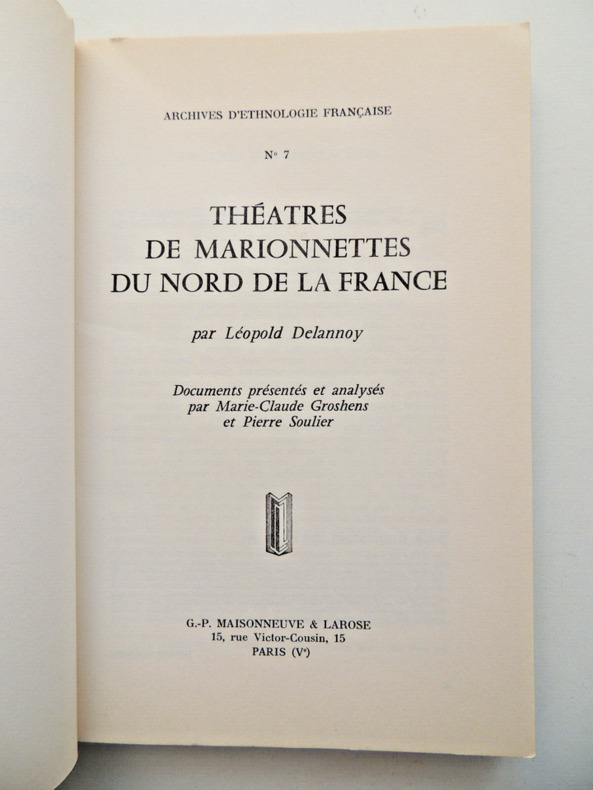 ARCHIVES D'ETHNOLOGIE FRANÇAISE
Nº 7
THÉATRES
DE MARIONNETTES
DU NORD DE LA FRANCE
par Léopold Delannoy
Documents présentés et analysés
par Marie-Claude Groshens
et Pierre Soulier
G.-P. MAISONNEUVE & LAROSE
15, rue Victor-Cousin, 15
PARIS (Vᵉ)